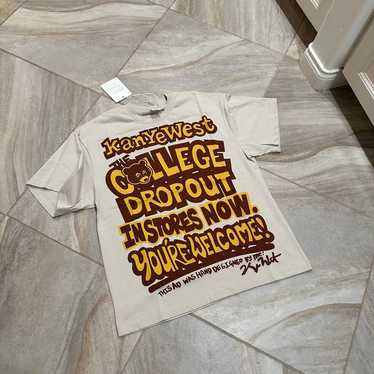 KanYeWest
THE
COLLEGE
DROPOUT
IN STORES NOW.
YOU'RE WELCOME!
THIS AD WAS HAND DESIGNED BY ME!